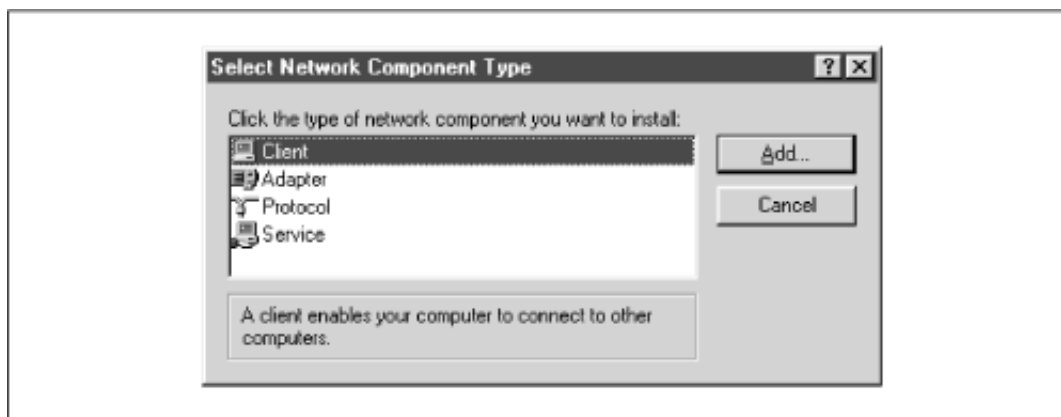 Select Network Component Type
Click the type of network component you want to install:
Client
Adapter
Protocol
Service
Add...
Cancel
A client enables your computer to connect to other
computers.